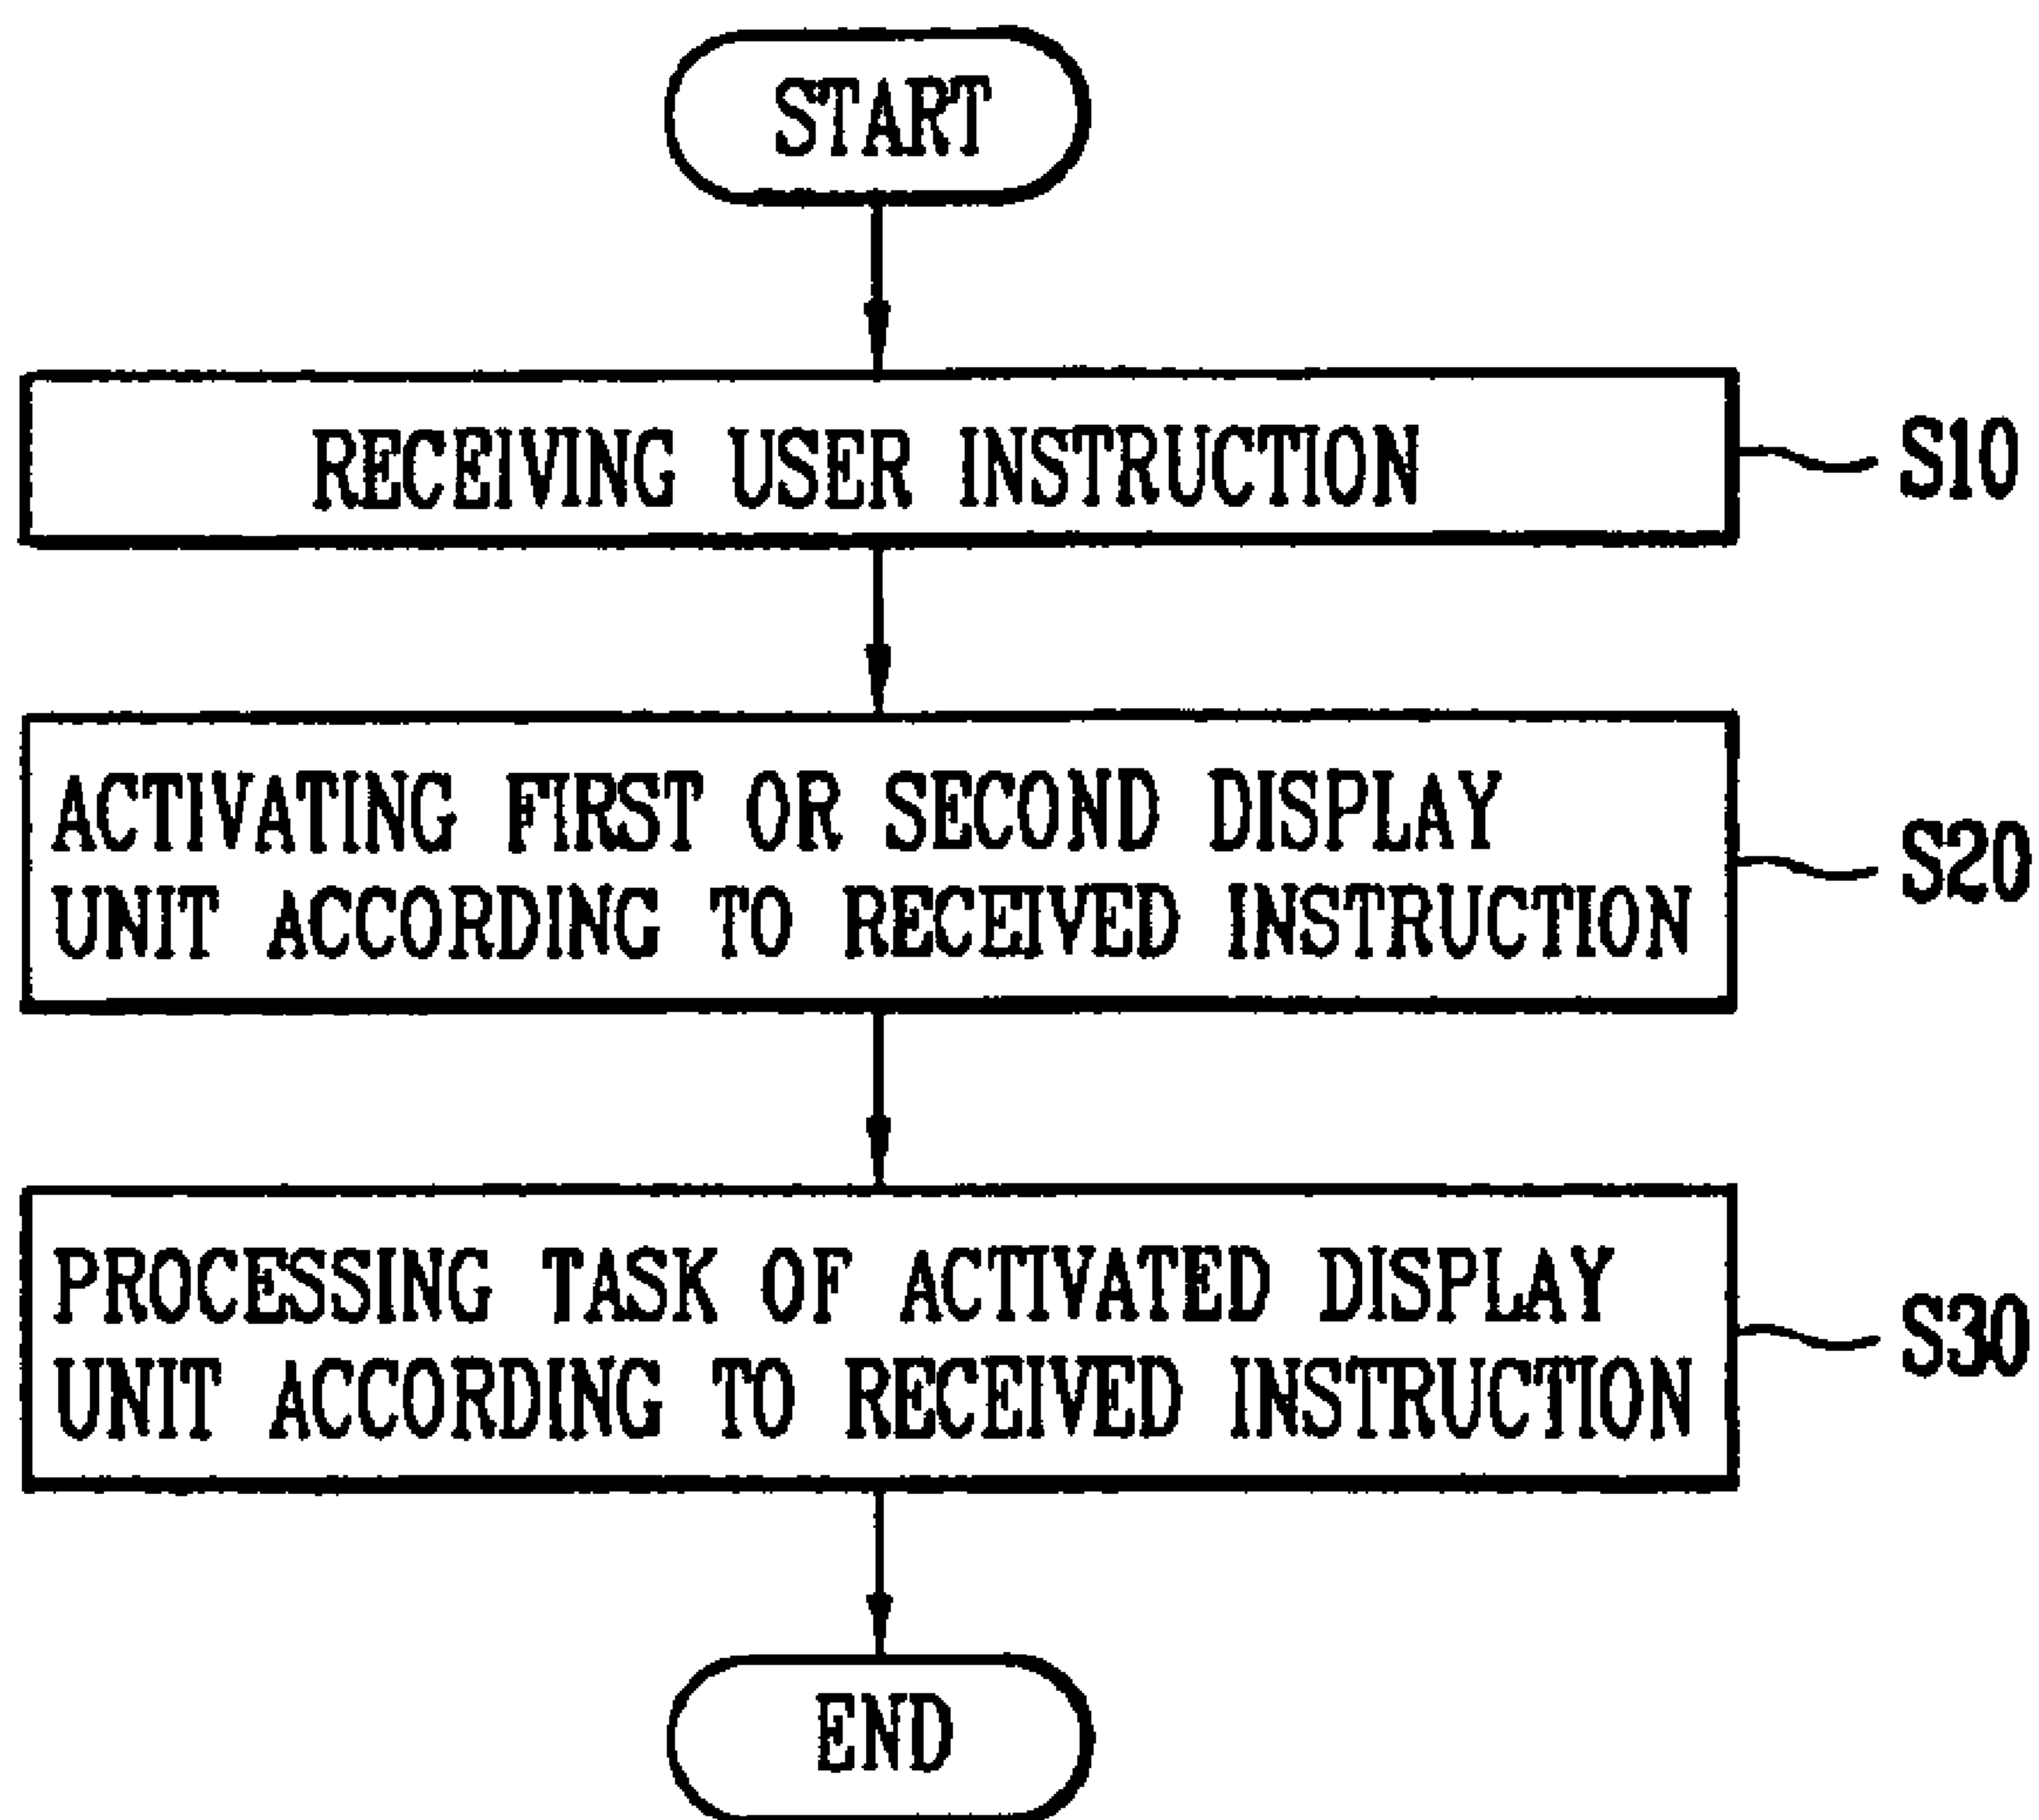 START
RECEIVING USER INSTRUCTION
S10
ACTIVATING FIRST OR SECOND DISPLAY
UNIT ACCORDING TO RECEIVED INSTRUCTION
S20
PROCESSING TASK OF ACTIVATED DISPLAY
UNIT ACCORDING TO RECEIVED INSTRUCTION
S30
END